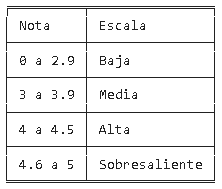 Nota Escala
0 a 2.9 Baja
3 a 3.9 Media
4 a 4.5 Alta
4.6 a 5 Sobresaliente